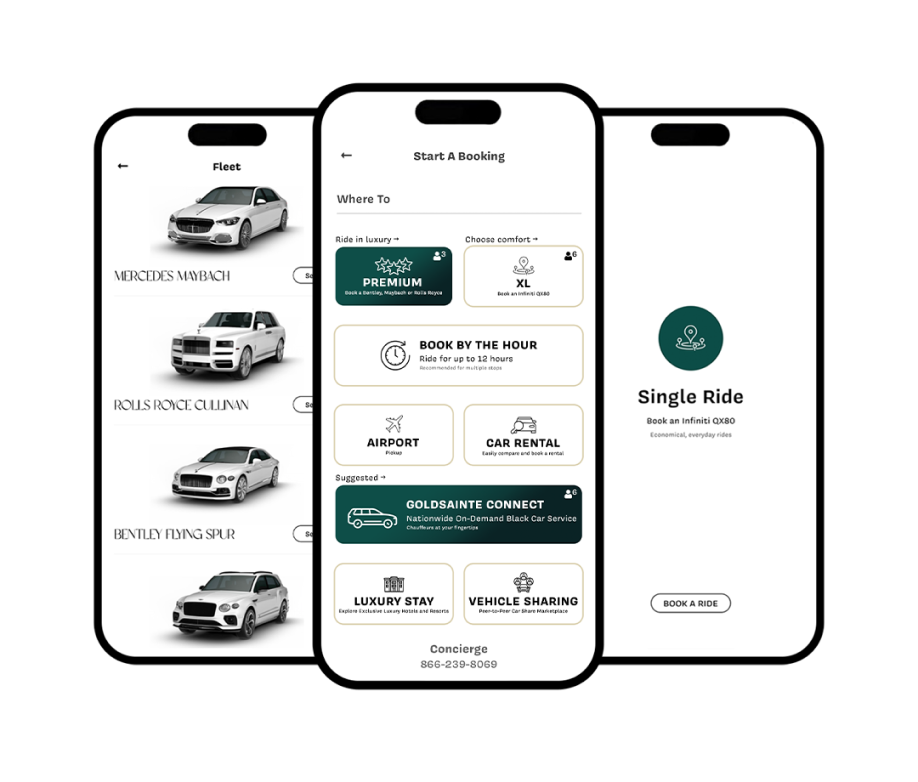 Fleet
MERCEDES MAYBACH
ROLLS ROYCE CULLINAN
BENTLEY FLYING SPUR
Start A Booking
Where To
Ride in luxury →
Choose comfort →
3
PREMIUM
Book a Bentley, Maybach or Rolls Royce
6
XL
Book an Infiniti QX80
BOOK BY THE HOUR
Ride for up to 12 hours
Recommended for multiple stops
AIRPORT
Pickup
CAR RENTAL
Easily compare and book a rental
Suggested →
6
GOLDSAINTE CONNECT
Nationwide On-Demand Black Car Service
Chauffeurs at your fingertips
LUXURY STAY
Explore Exclusive Luxury Hotels and Resorts
VEHICLE SHARING
Peer-to-Peer Car Share Marketplace
Concierge
866-239-8069
Single Ride
Book an Infiniti QX80
Economical, everyday rides
BOOK A RIDE